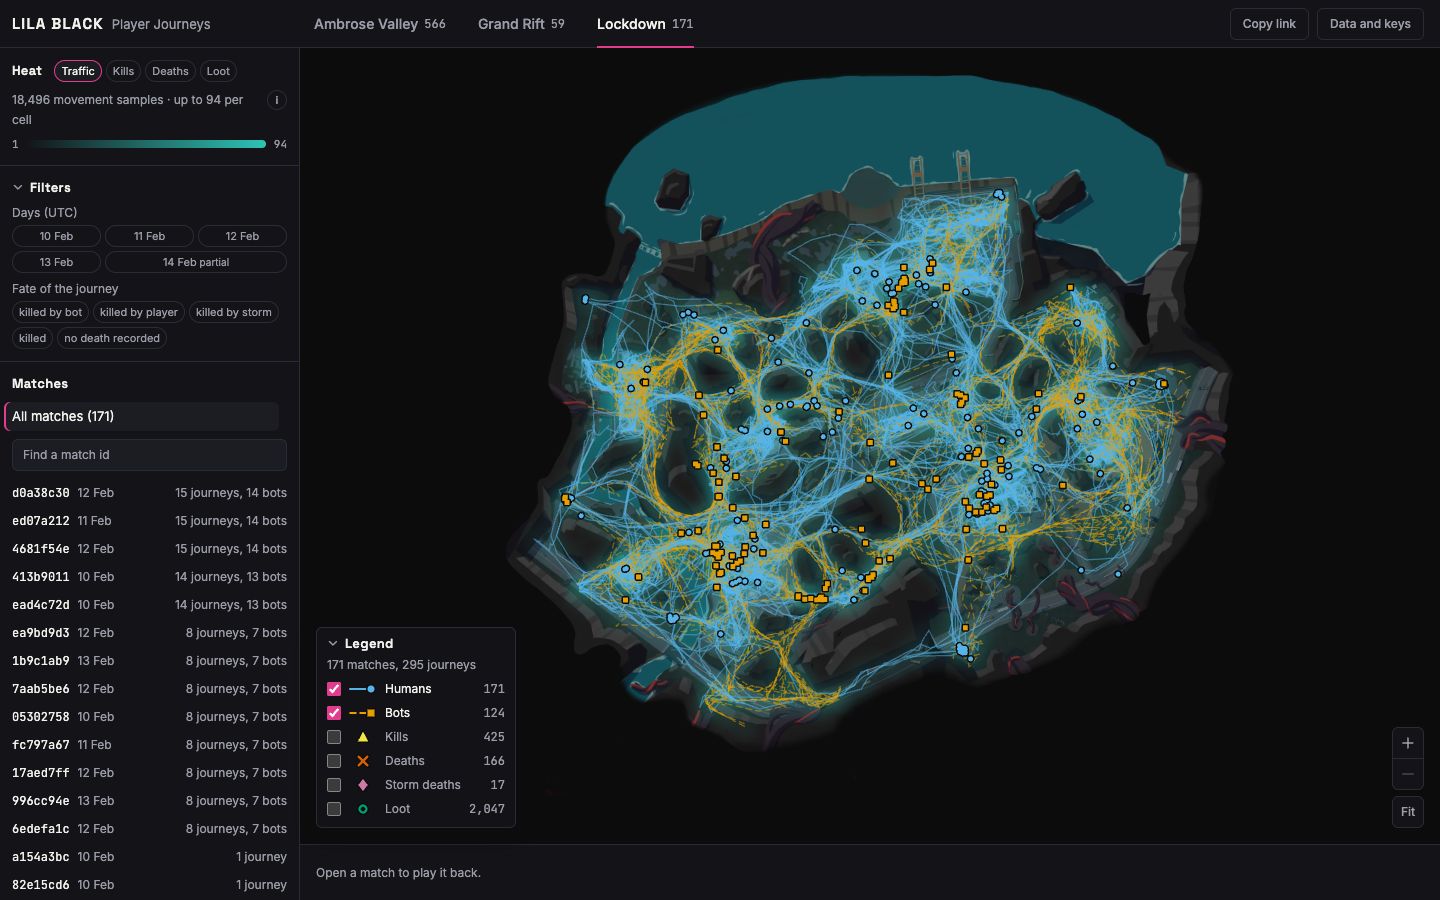 LILA BLACK Player Journeys
Ambrose Valley 566
Grand Rift 59
Lockdown 171
Copy link
Data and keys
Heat
Traffic
Kills
Deaths
Loot
18,496 movement samples · up to 94 per
cell
i
1
94
Filters
Days (UTC)
10 Feb
11 Feb
12 Feb
13 Feb
14 Feb partial
Fate of the journey
killed by bot
killed by player
killed by storm
killed
no death recorded
Matches
All matches (171)
Find a match id
d0a38c30 12 Feb 15 journeys, 14 bots
ed07a212 11 Feb 15 journeys, 14 bots
4681f54e 12 Feb 15 journeys, 14 bots
413b9011 10 Feb 14 journeys, 13 bots
ead4c72d 10 Feb 14 journeys, 13 bots
ea9bd9d3 12 Feb 8 journeys, 7 bots
1b9c1ab9 13 Feb 8 journeys, 7 bots
7aab5be6 12 Feb 8 journeys, 7 bots
05302758 10 Feb 8 journeys, 7 bots
fc797a67 11 Feb 8 journeys, 7 bots
17aed7ff 12 Feb 8 journeys, 7 bots
996cc94e 13 Feb 8 journeys, 7 bots
6edefa1c 12 Feb 8 journeys, 7 bots
a154a3bc 10 Feb 1 journey
82e15cd6 10 Feb 1 journey
Legend
171 matches, 295 journeys
Humans 171
Bots 124
Kills 425
Deaths 166
Storm deaths 17
Loot 2,047
+
−
Fit
Open a match to play it back.